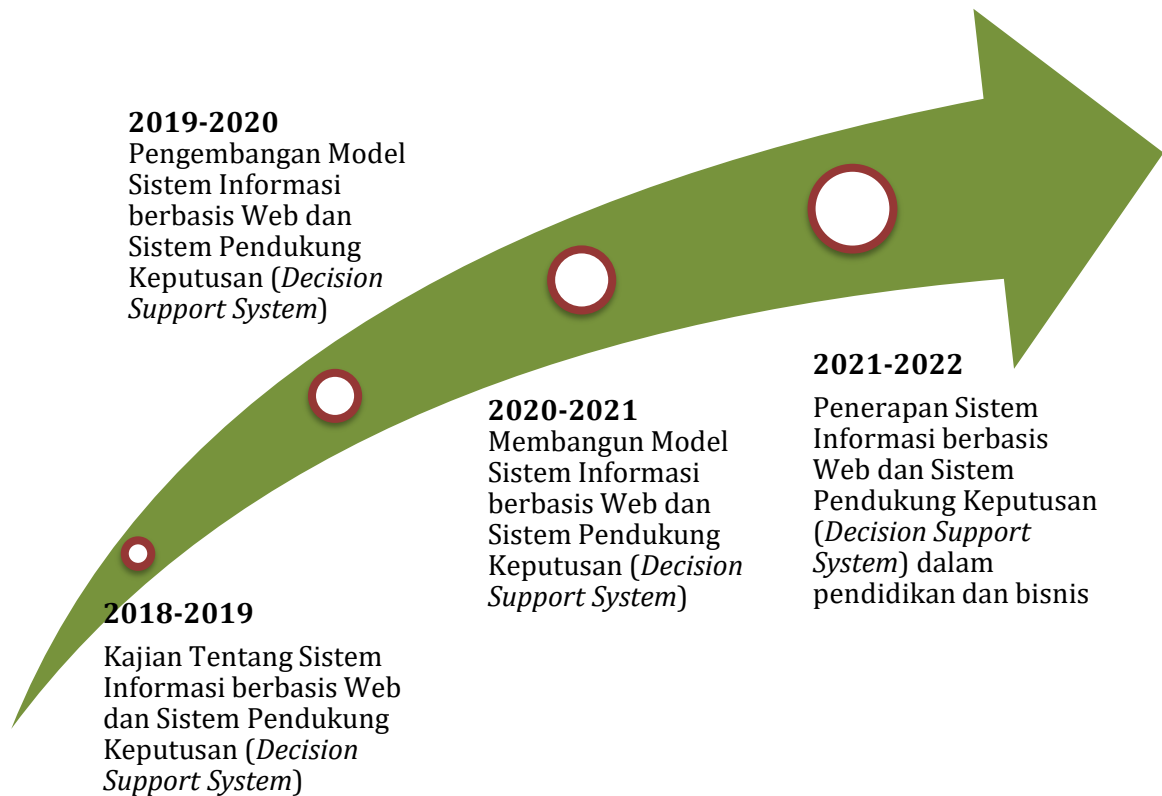 2019-2020
Pengembangan Model
Sistem Informasi
berbasis Web dan
Sistem Pendukung
Keputusan (Decision
Support System)
2018-2019
Kajian Tentang Sistem
Informasi berbasis Web
dan Sistem Pendukung
Keputusan (Decision
Support System)
2020-2021
Membangun Model
Sistem Informasi
berbasis Web dan
Sistem Pendukung
Keputusan (Decision
Support System)
2021-2022
Penerapan Sistem
Informasi berbasis
Web dan Sistem
Pendukung Keputusan
(Decision Support
System) dalam
pendidikan dan bisnis